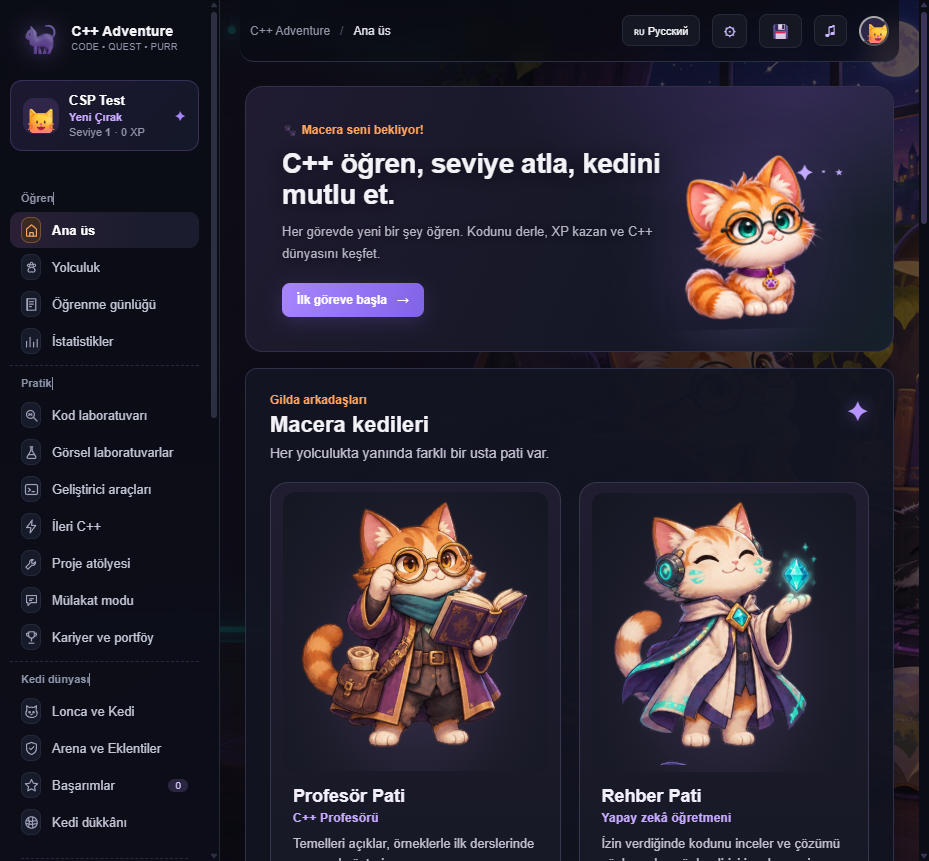 C++ Adventure
CODE • QUEST • PURR
C++ Adventure / Ana üs
RU Русский
CSP Test
Yeni Çırak
Seviye 1 · 0 XP
Öğren
Ana üs
Yolculuk
Öğrenme günlüğü
İstatistikler
Pratik
Kod laboratuvarı
Görsel laboratuvarlar
Geliştirici araçları
İleri C++
Proje atölyesi
Mülakat modu
Kariyer ve portföy
Kedi dünyası
Lonca ve Kedi
Arena ve Eklentiler
Başarımlar 0
Kedi dükkânı
Macera seni bekliyor!
C++ öğren, seviye atla, kedini
mutlu et.
Her görevde yeni bir şey öğren. Kodunu derle, XP kazan ve C++
dünyasını keşfet.
İlk göreve başla →
Gilda arkadaşları
Macera kedileri
Her yolculukta yanında farklı bir usta pati var.
Profesör Pati
C++ Profesörü
Temelleri açıklar, örneklerle ilk derslerinde
Rehber Pati
Yapay zekâ öğretmeni
İzin verdiğinde kodunu inceler ve çözümü